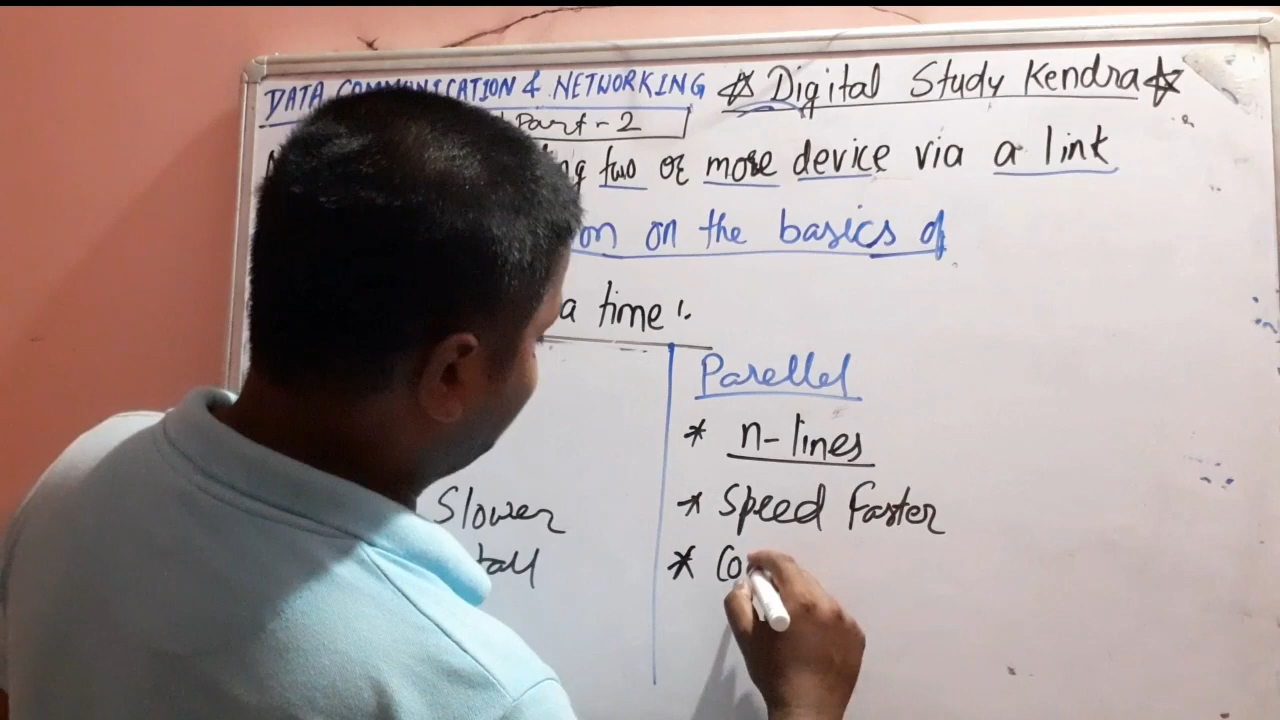 DATA COMMUNICATION & NETWORKING ☆ Digital Study Kendra ☆
Part - 2
two or more device via a link
on on the basics of
a time :.
Parellel
* n-lines
Slower * Speed Faster
* Co